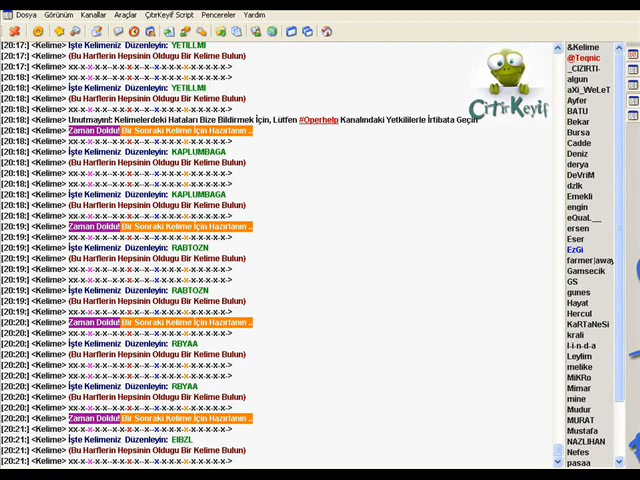 Dosya Görünüm Kanallar Araçlar ÇıtırKeyif Script Pencereler Yardım
[20:17:] <Kelime> İşte Kelimeniz Düzenleyin: YETILLMI
[20:17:] <Kelime> (Bu Harflerin Hepsinin Oldugu Bir Kelime Bulun)
[20:18:] <Kelime> İşte Kelimeniz Düzenleyin: YETILLMI
[20:18:] <Kelime> (Bu Harflerin Hepsinin Oldugu Bir Kelime Bulun)
[20:18:] <Kelime> Unutmayın!: Kelimelerdeki Hataları Bize Bildirmek İçin, Lütfen #Operhelp Kanalındaki Yetkililerle İrtibata Geçin
[20:18:] <Kelime> Zaman Doldu! Bir Sonraki Kelime İçin Hazırlanın ..
[20:18:] <Kelime> İşte Kelimeniz Düzenleyin: KAPLUMBAGA
[20:18:] <Kelime> (Bu Harflerin Hepsinin Oldugu Bir Kelime Bulun)
[20:18:] <Kelime> İşte Kelimeniz Düzenleyin: KAPLUMBAGA
[20:18:] <Kelime> (Bu Harflerin Hepsinin Oldugu Bir Kelime Bulun)
[20:19:] <Kelime> Zaman Doldu! Bir Sonraki Kelime İçin Hazırlanın ..
[20:19:] <Kelime> İşte Kelimeniz Düzenleyin: RABTOZN
[20:19:] <Kelime> (Bu Harflerin Hepsinin Oldugu Bir Kelime Bulun)
[20:19:] <Kelime> İşte Kelimeniz Düzenleyin: RABTOZN
[20:19:] <Kelime> (Bu Harflerin Hepsinin Oldugu Bir Kelime Bulun)
[20:20:] <Kelime> Zaman Doldu! Bir Sonraki Kelime İçin Hazırlanın ..
[20:20:] <Kelime> İşte Kelimeniz Düzenleyin: RBYAA
[20:20:] <Kelime> (Bu Harflerin Hepsinin Oldugu Bir Kelime Bulun)
[20:20:] <Kelime> İşte Kelimeniz Düzenleyin: RBYAA
[20:20:] <Kelime> (Bu Harflerin Hepsinin Oldugu Bir Kelime Bulun)
[20:20:] <Kelime> Zaman Doldu! Bir Sonraki Kelime İçin Hazırlanın ..
[20:21:] <Kelime> İşte Kelimeniz Düzenleyin: EIBZL
[20:21:] <Kelime> (Bu Harflerin Hepsinin Oldugu Bir Kelime Bulun)
ÇıtırKeyif
&Kelime
@Teqnic
_CIZIRTI-
algun
aXi_WeLeT
Ayfer
BATU
Bekar
Bursa
Cadde
Deniz
derya
DeVriM
dzlk
Emekli
engin
eQuaL__
ersen
Eser
EzGi
farmer|away
Gamsecik
GS
gunes
Hayat
Hercul
KaRTaNeSi
krali
l-i-n-d-a
Leylim
melike
MiKRo
Mimar
mine
Mudur
MURAT
Mustafa
NAZLIHAN
Nefes
pasaa